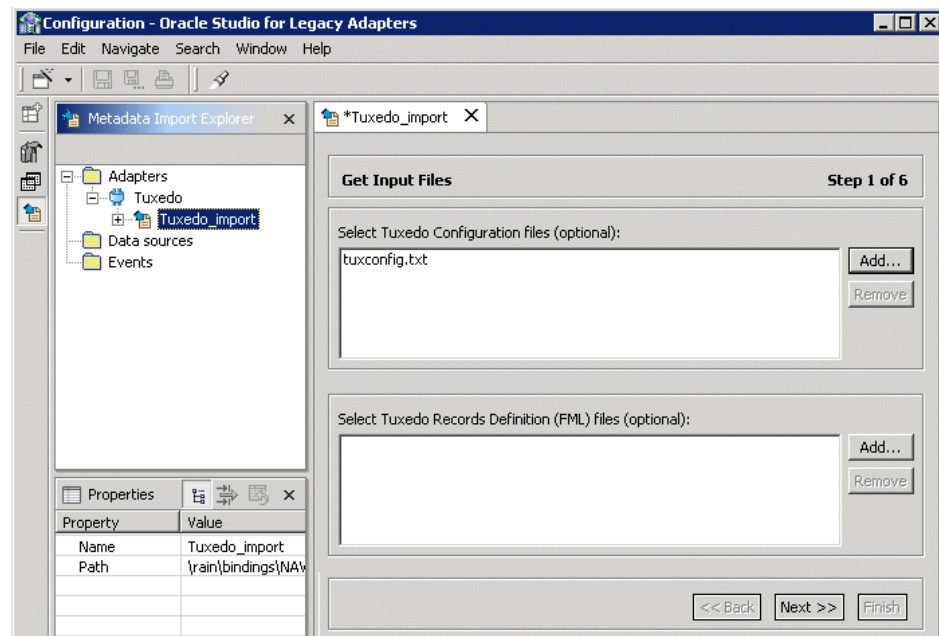 Configuration - Oracle Studio for Legacy Adapters
File Edit Navigate Search Window Help
Metadata Import Explorer
*Tuxedo_import
Adapters
Tuxedo
Tuxedo_import
Data sources
Events
Get Input Files
Step 1 of 6
Select Tuxedo Configuration files (optional):
tuxconfig.txt
Add...
Remove
Select Tuxedo Records Definition (FML) files (optional):
Add...
Remove
Properties
Property Value
Name Tuxedo_import
Path \rain\bindings\NAV
<< Back Next >> Finish